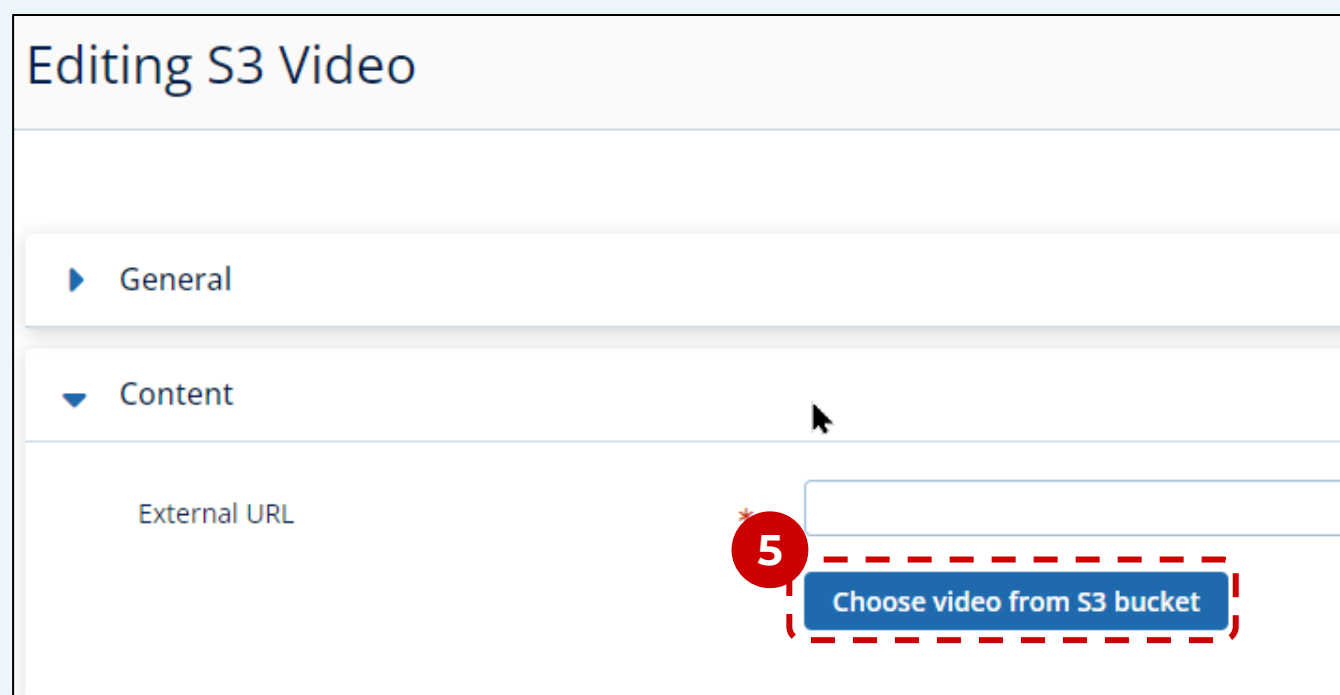 Editing S3 Video
General
Content
External URL *
5
Choose video from S3 bucket